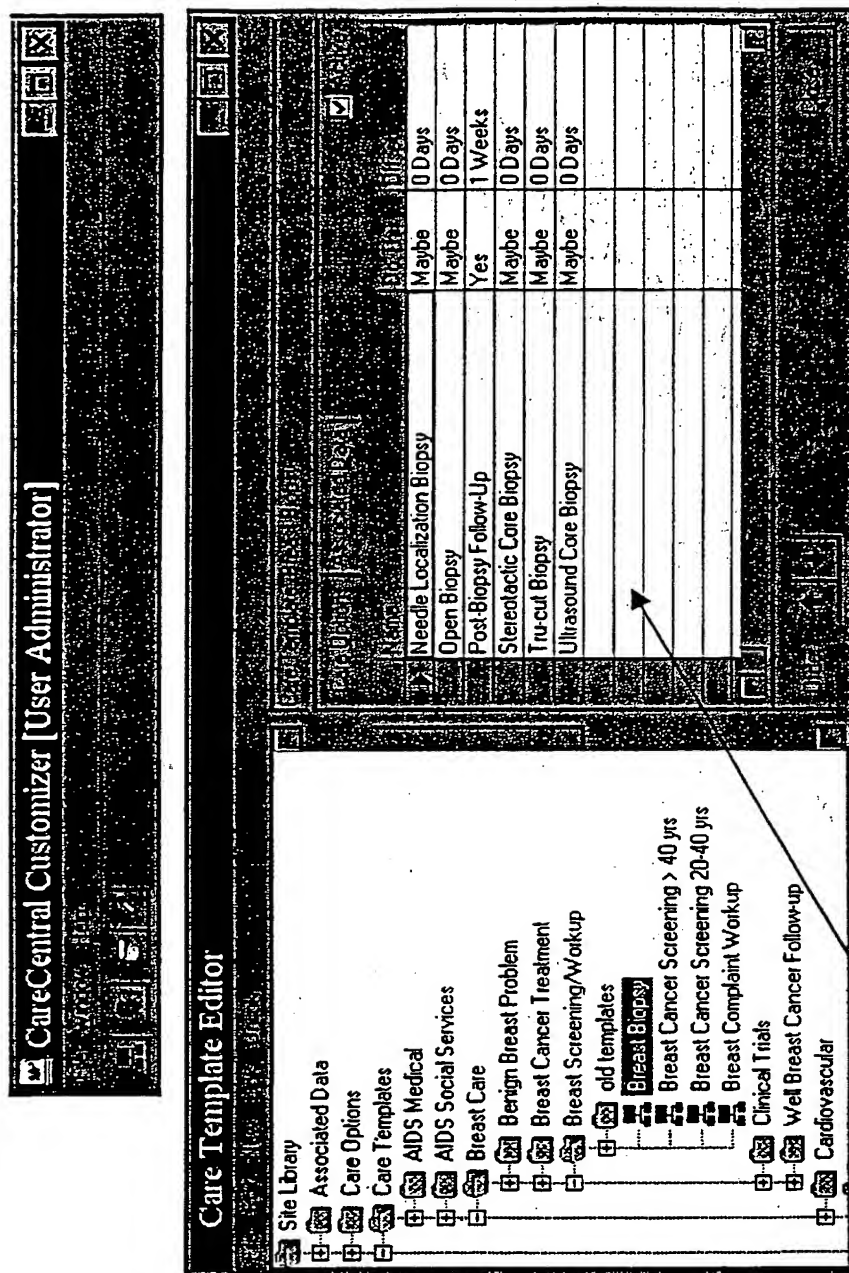 CareCentral Customizer [User Administrator]
Care Template Editor
Site Library
Associated Data
Care Options
Care Templates
AIDS Medical
AIDS Social Services
Breast Care
Benign Breast Problem
Breast Cancer Treatment
Breast Screening/Workup
old templates
Breast Biopsy
Breast Cancer Screening > 40 yrs
Breast Cancer Screening 20-40 yrs
Breast Complaint Workup
Clinical Trials
Well Breast Cancer Follow-up
Cardiovascular
Name
Needle Localization Biopsy Maybe 0 Days
Open Biopsy Maybe 0 Days
Post-Biopsy Follow-Up Yes 1 Weeks
Stereotactic Core Biopsy Maybe 0 Days
Tru-cut Biopsy Maybe 0 Days
Ultrasound Core Biopsy Maybe 0 Days